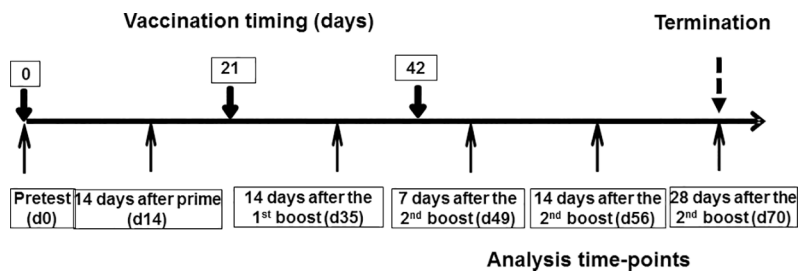 Vaccination timing (days)
Termination
0
21
42
Pretest
(d0)
14 days after prime
(d14)
14 days after the
1st boost (d35)
7 days after the
2nd boost (d49)
14 days after the
2nd boost (d56)
28 days after the
2nd boost (d70)
Analysis time-points